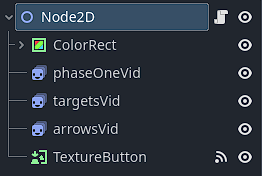 Node2D
ColorRect
phaseOneVid
targetsVid
arrowsVid
TextureButton